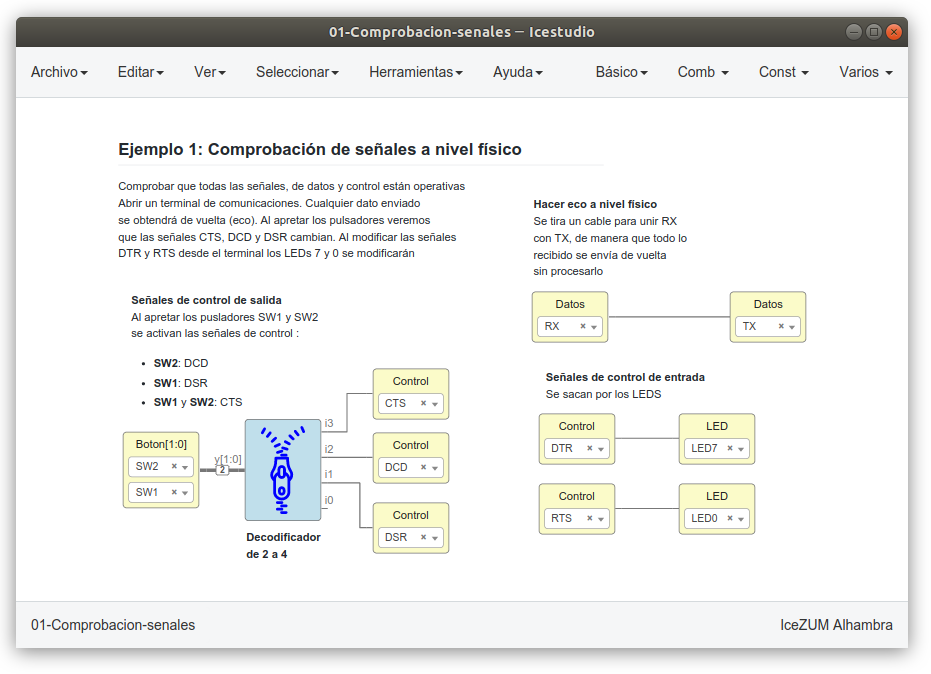 01-Comprobacion-senales — Icestudio
Archivo Editar Ver Seleccionar Herramientas Ayuda Básico Comb Const Varios
Ejemplo 1: Comprobación de señales a nivel físico
Comprobar que todas las señales, de datos y control están operativas
Abrir un terminal de comunicaciones. Cualquier dato enviado
se obtendrá de vuelta (eco). Al apretar los pulsadores veremos
que las señales CTS, DCD y DSR cambian. Al modificar las señales
DTR y RTS desde el terminal los LEDs 7 y 0 se modificarán
Hacer eco a nivel físico
Se tira un cable para unir RX
con TX, de manera que todo lo
recibido se envía de vuelta
sin procesarlo
Datos
RX
Datos
TX
Señales de control de salida
Al apretar los pusladores SW1 y SW2
se activan las señales de control :
• SW2: DCD
• SW1: DSR
• SW1 y SW2: CTS
Boton[1:0]
SW2
SW1
y[1:0]
2
i3
i2
i1
i0
Decodificador
de 2 a 4
Control
CTS
Control
DCD
Control
DSR
Señales de control de entrada
Se sacan por los LEDS
Control
DTR
LED
LED7
Control
RTS
LED
LED0
01-Comprobacion-senales
IceZUM Alhambra